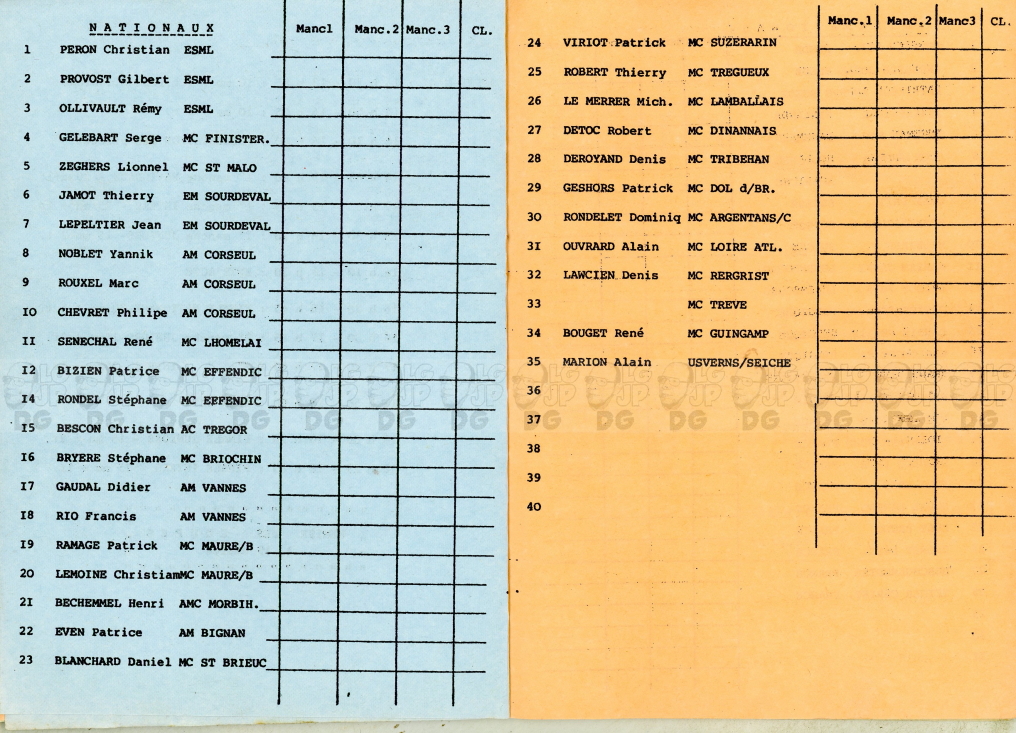 NATIONAUX Manc1 Manc.2 Manc.3 CL.
1 PERON Christian ESML
2 PROVOST Gilbert ESML
3 OLLIVAULT Rémy ESML
4 GELEBART Serge MC FINISTER.
5 ZEGHERS Lionnel MC ST MALO
6 JAMOT Thierry EM SOURDEVAL
7 LEPELTIER Jean EM SOURDEVAL
8 NOBLET Yannik AM CORSEUL
9 ROUXEL Marc AM CORSEUL
IO CHEVRET Philipe AM CORSEUL
II SENECHAL René MC LHOMELAI
I2 BIZIEN Patrice MC EFFENDIC
I4 RONDEL Stéphane MC EFFENDIC
I5 BESCON Christian AC TREGOR
I6 BRYERE Stéphane MC BRIOCHIN
I7 GAUDAL Didier AM VANNES
I8 RIO Francis AM VANNES
I9 RAMAGE Patrick MC MAURE/B
20 LEMOINE ChristianMC MAURE/B
2I BECHEMMEL Henri AMC MORBIH.
22 EVEN Patrice AM BIGNAN
23 BLANCHARD Daniel MC ST BRIEUC
Manc.1 Manc.2 Manc3 CL.
24 VIRIOT Patrick MC SUZERARIN
25 ROBERT Thierry MC TREGUEUX
26 LE MERRER Mich. MC LAMBALLAIS
27 DETOC Robert MC DINANNAIS
28 DEROYAND Denis MC TRIBEHAN
29 GESHORS Patrick MC DOL d/BR.
30 RONDELET Dominiq MC ARGENTANS/C
3I OUVRARD Alain MC LOIRE ATL.
32 LAWCIEN Denis MC RERGRIST
33 MC TREVE
34 BOUGET René MC GUINGAMP
35 MARION Alain USVERNS/SEICHE
36
37
38
39
40